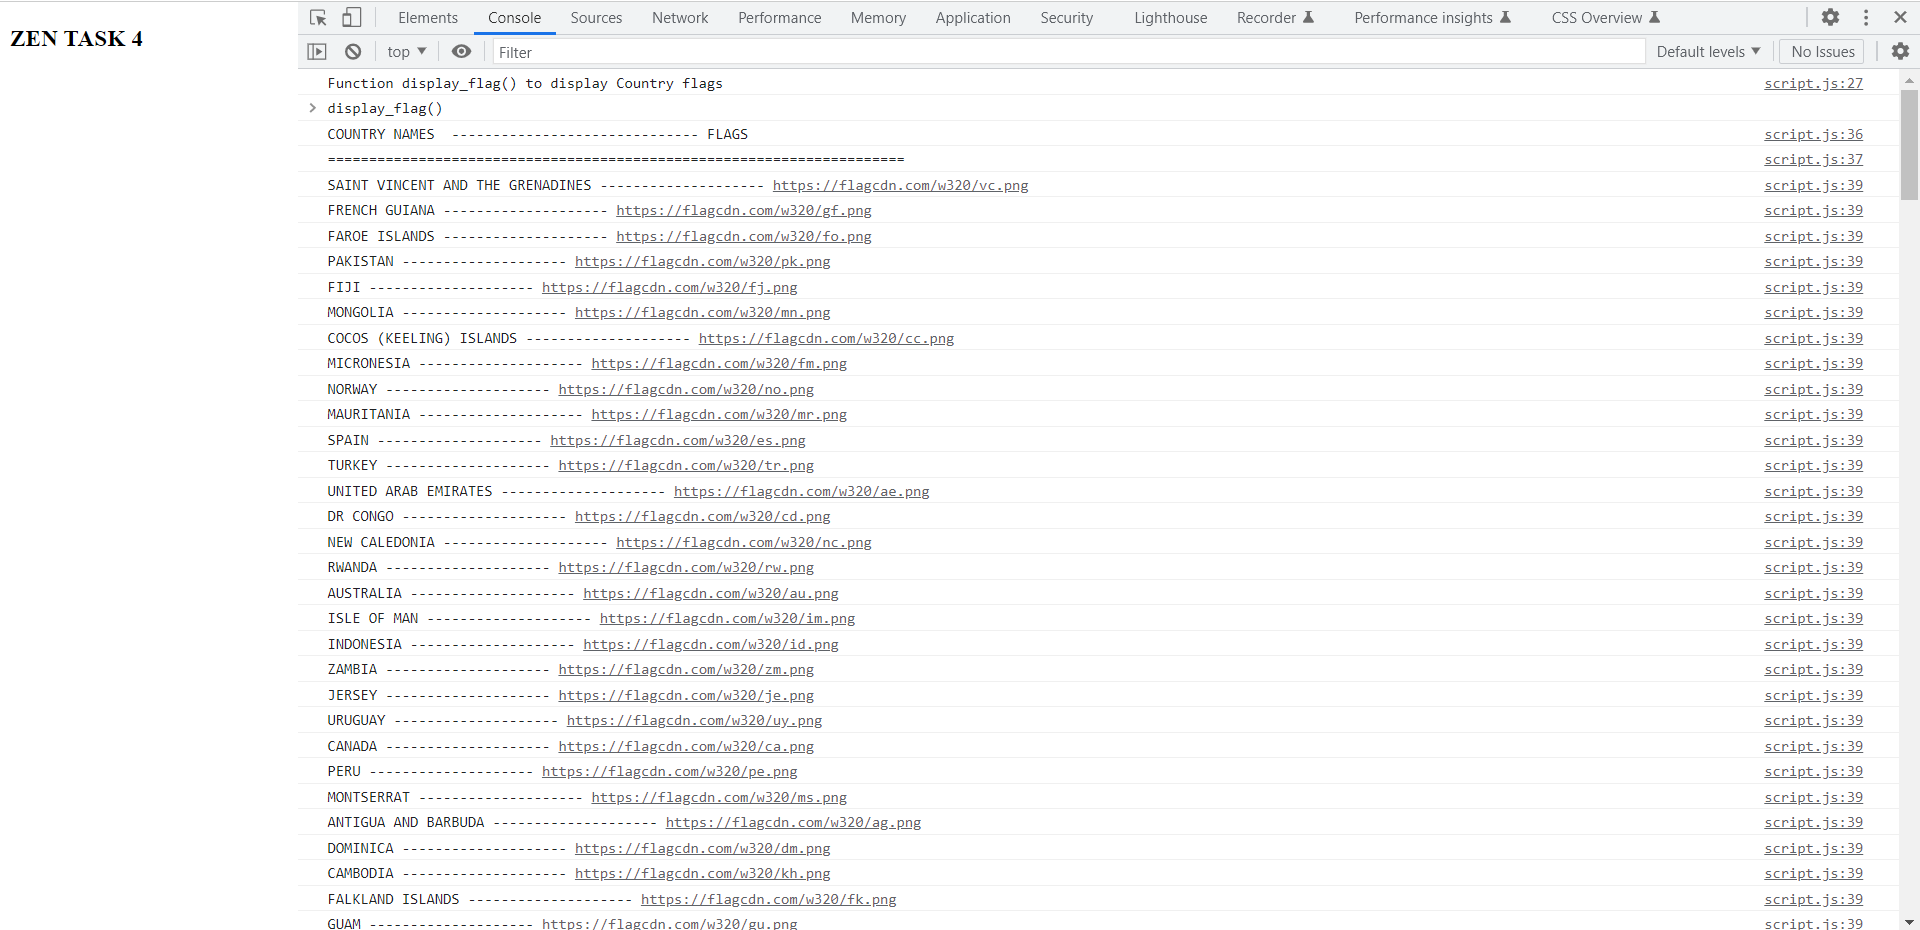 ZEN TASK 4
Elements Console Sources Network Performance Memory Application Security Lighthouse Recorder Performance insights CSS Overview
top Filter Default levels No Issues
Function display_flag() to display Country flags script.js:27
display_flag()
COUNTRY NAMES  ------------------------------ FLAGS script.js:36
====================================================================== script.js:37
SAINT VINCENT AND THE GRENADINES -------------------- https://flagcdn.com/w320/vc.png script.js:39
FRENCH GUIANA -------------------- https://flagcdn.com/w320/gf.png script.js:39
FAROE ISLANDS -------------------- https://flagcdn.com/w320/fo.png script.js:39
PAKISTAN -------------------- https://flagcdn.com/w320/pk.png script.js:39
FIJI -------------------- https://flagcdn.com/w320/fj.png script.js:39
MONGOLIA -------------------- https://flagcdn.com/w320/mn.png script.js:39
COCOS (KEELING) ISLANDS -------------------- https://flagcdn.com/w320/cc.png script.js:39
MICRONESIA -------------------- https://flagcdn.com/w320/fm.png script.js:39
NORWAY -------------------- https://flagcdn.com/w320/no.png script.js:39
MAURITANIA -------------------- https://flagcdn.com/w320/mr.png script.js:39
SPAIN -------------------- https://flagcdn.com/w320/es.png script.js:39
TURKEY -------------------- https://flagcdn.com/w320/tr.png script.js:39
UNITED ARAB EMIRATES -------------------- https://flagcdn.com/w320/ae.png script.js:39
DR CONGO -------------------- https://flagcdn.com/w320/cd.png script.js:39
NEW CALEDONIA -------------------- https://flagcdn.com/w320/nc.png script.js:39
RWANDA -------------------- https://flagcdn.com/w320/rw.png script.js:39
AUSTRALIA -------------------- https://flagcdn.com/w320/au.png script.js:39
ISLE OF MAN -------------------- https://flagcdn.com/w320/im.png script.js:39
INDONESIA -------------------- https://flagcdn.com/w320/id.png script.js:39
ZAMBIA -------------------- https://flagcdn.com/w320/zm.png script.js:39
JERSEY -------------------- https://flagcdn.com/w320/je.png script.js:39
URUGUAY -------------------- https://flagcdn.com/w320/uy.png script.js:39
CANADA -------------------- https://flagcdn.com/w320/ca.png script.js:39
PERU -------------------- https://flagcdn.com/w320/pe.png script.js:39
MONTSERRAT -------------------- https://flagcdn.com/w320/ms.png script.js:39
ANTIGUA AND BARBUDA -------------------- https://flagcdn.com/w320/ag.png script.js:39
DOMINICA -------------------- https://flagcdn.com/w320/dm.png script.js:39
CAMBODIA -------------------- https://flagcdn.com/w320/kh.png script.js:39
FALKLAND ISLANDS -------------------- https://flagcdn.com/w320/fk.png script.js:39
GUAM -------------------- https://flagcdn.com/w320/gu.png script.js:39